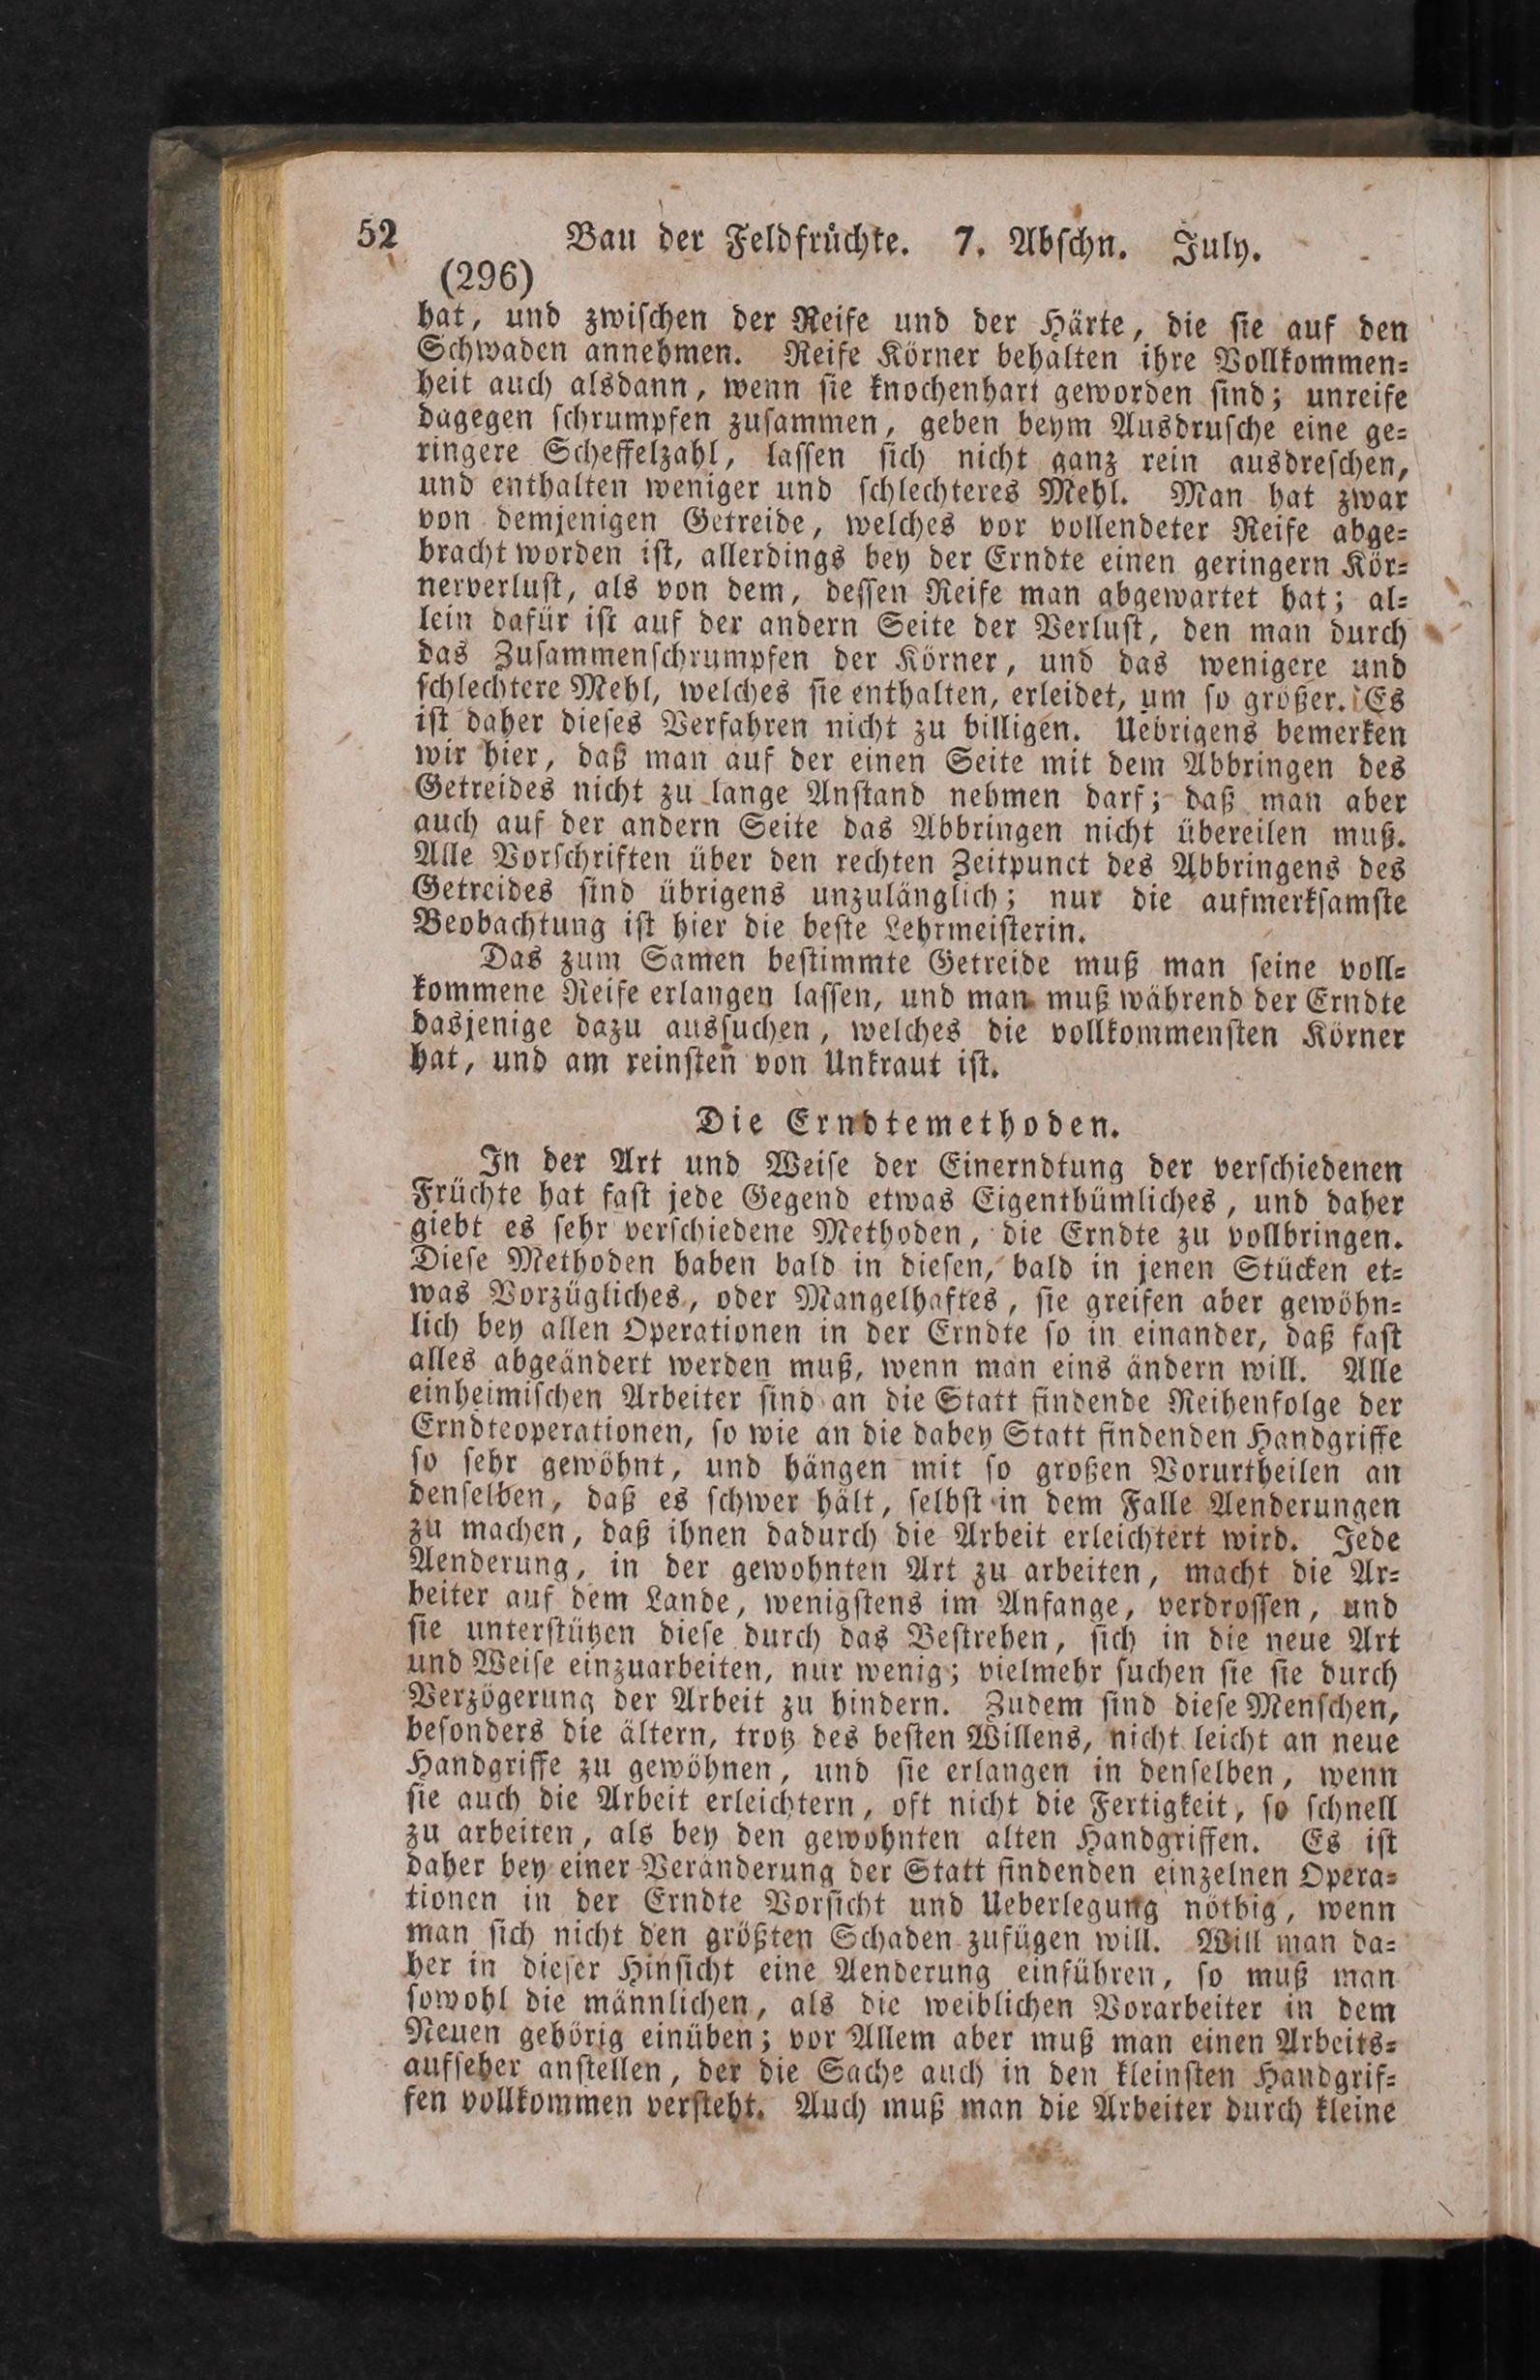 52 Bau der Feldfrüchte. 7. Abschn. July.
(296)
hat, und zwischen der Reife und der Härte, die sie auf den
Schwaden annehmen. Reife Körner behalten ihre Vollkommen-
heit auch alsdann, wenn sie knochenhart geworden sind; unreife
dagegen schrumpfen zusammen, geben beym Ausdrusche eine ge-
ringere Scheffelzahl, lassen sich nicht ganz rein ausdreschen,
und enthalten weniger und schlechteres Mehl. Man hat zwar
von demjenigen Getreide, welches vor vollendeter Reife abge-
bracht worden ist, allerdings bey der Erndte einen geringern Kör-
nerverlust, als von dem, dessen Reife man abgewartet hat; al-
lein dafür ist auf der andern Seite der Verlust, den man durch
das Zusammenschrumpfen der Körner, und das wenigere und
schlechtere Mehl, welches sie enthalten, erleidet, um so größer. Es
ist daher dieses Verfahren nicht zu billigen. Uebrigens bemerken
wir hier, daß man auf der einen Seite mit dem Abbringen des
Getreides nicht zu lange Anstand nehmen darf; daß man aber
auch auf der andern Seite das Abbringen nicht übereilen muß.
Alle Vorschriften über den rechten Zeitpunct des Abbringens des
Getreides sind übrigens unzulänglich; nur die aufmerksamste
Beobachtung ist hier die beste Lehrmeisterin.
Das zum Samen bestimmte Getreide muß man seine voll-
kommene Reife erlangen lassen, und man muß während der Erndte
dasjenige dazu aussuchen, welches die vollkommensten Körner
hat, und am reinsten von Unkraut ist.
Die Erndtemethoden.
In der Art und Weise der Einerndtung der verschiedenen
Früchte hat fast jede Gegend etwas Eigenthümliches, und daher
giebt es sehr verschiedene Methoden, die Erndte zu vollbringen.
Diese Methoden haben bald in diesen, bald in jenen Stücken et-
was Vorzügliches, oder Mangelhaftes, sie greifen aber gewöhn-
lich bey allen Operationen in der Erndte so in einander, daß fast
alles abgeändert werden muß, wenn man eins ändern will. Alle
einheimischen Arbeiter sind an die Statt findende Reihenfolge der
Erndteoperationen, so wie an die dabey Statt findenden Handgriffe
so sehr gewöhnt, und hängen mit so großen Vorurtheilen an
denselben, daß es schwer hält, selbst in dem Falle Aenderungen
zu machen, daß ihnen dadurch die Arbeit erleichtert wird. Jede
Aenderung, in der gewohnten Art zu arbeiten, macht die Ar-
beiter auf dem Lande, wenigstens im Anfange, verdrossen, und
sie unterstützen diese durch das Bestreben, sich in die neue Art
und Weise einzuarbeiten, nur wenig; vielmehr suchen sie sie durch
Verzögerung der Arbeit zu hindern. Zudem sind diese Menschen,
besonders die ältern, trotz des besten Willens, nicht leicht an neue
Handgriffe zu gewöhnen, und sie erlangen in denselben, wenn
sie auch die Arbeit erleichtern, oft nicht die Fertigkeit, so schnell
zu arbeiten, als bey den gewohnten alten Handgriffen. Es ist
daher bey einer Veränderung der Statt findenden einzelnen Opera-
tionen in der Erndte Vorsicht und Ueberlegung nöthig, wenn
man sich nicht den größten Schaden zufügen will. Will man da-
her in dieser Hinsicht eine Aenderung einführen, so muß man
sowohl die männlichen, als die weiblichen Vorarbeiter in dem
Neuen gehörig einüben; vor Allem aber muß man einen Arbeits-
aufseher anstellen, der die Sache auch in den kleinsten Handgrif-
fen vollkommen versteht. Auch muß man die Arbeiter durch kleine